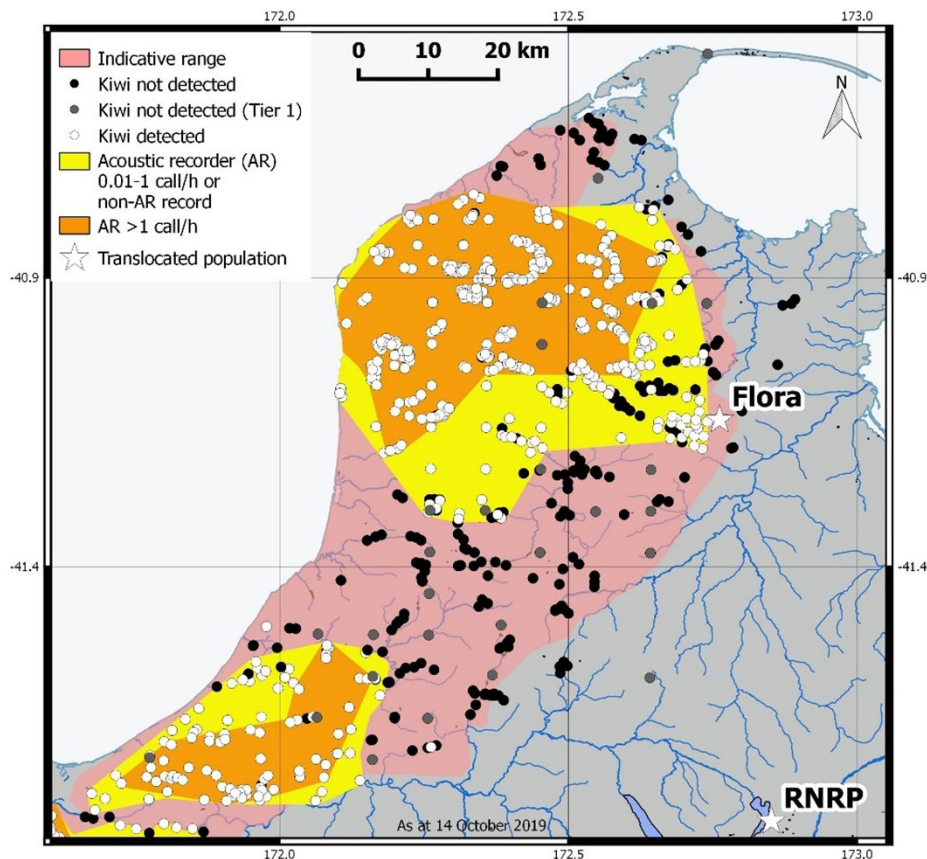 172.0 172.5 173.0
Indicative range
Kiwi not detected
Kiwi not detected (Tier 1)
Kiwi detected
Acoustic recorder (AR)
0.01-1 call/h or
non-AR record
AR >1 call/h
Translocated population
0 10 20 km
N
-40.9 -40.9
Flora
-41.4 -41.4
RNRP
As at 14 October 2019
172.0 172.5 173.0